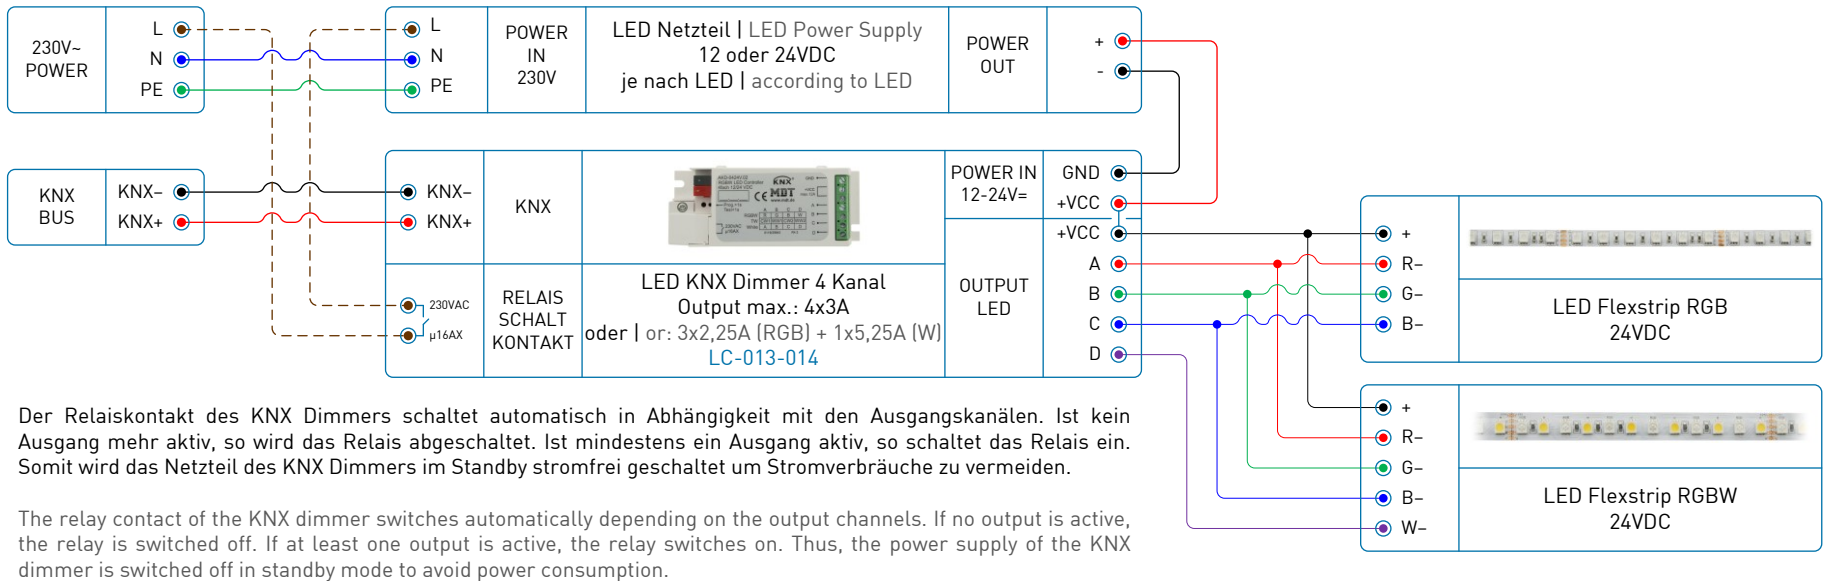 230V~
POWER
L
N
PE
L
N
PE
POWER
IN
230V
LED Netzteil | LED Power Supply
12 oder 24VDC
je nach LED | according to LED
POWER
OUT
+
-
KNX
BUS
KNX–
KNX+
KNX–
KNX+
KNX
KNX
MDT
POWER IN
12-24V=
GND
+VCC
+VCC
A
B
C
D
OUTPUT
LED
230VAC
µ16AX
RELAIS
SCHALT
KONTAKT
LED KNX Dimmer 4 Kanal
Output max.: 4x3A
oder | or: 3x2,25A (RGB) + 1x5,25A (W)
LC-013-014
+
R–
G–
B–
LED Flexstrip RGB
24VDC
+
R–
G–
B–
W–
LED Flexstrip RGBW
24VDC
Der Relaiskontakt des KNX Dimmers schaltet automatisch in Abhängigkeit mit den Ausgangskanälen. Ist kein
Ausgang mehr aktiv, so wird das Relais abgeschaltet. Ist mindestens ein Ausgang aktiv, so schaltet das Relais ein.
Somit wird das Netzteil des KNX Dimmers im Standby stromfrei geschaltet um Stromverbräuche zu vermeiden.
The relay contact of the KNX dimmer switches automatically depending on the output channels. If no output is active,
the relay is switched off. If at least one output is active, the relay switches on. Thus, the power supply of the KNX
dimmer is switched off in standby mode to avoid power consumption.